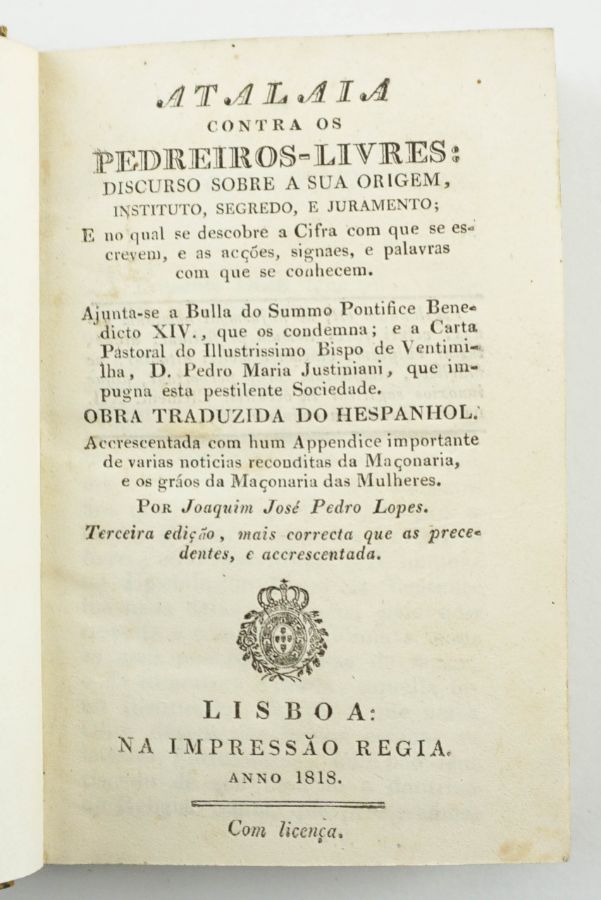 ATALAIA
CONTRA OS
PEDREIROS-LIVRES:
DISCURSO SOBRE A SUA ORIGEM,
INSTITUTO, SEGREDO, E JURAMENTO;
E no qual se descobre a Cifra com que se es-
crevem, e as acções, signaes, e palavras
com que se conhecem.
Ajunta-se a Bulla do Summo Pontifice Bene-
dicto XIV., que os condemna; e a Carta
Pastoral do Illustrissimo Bispo de Ventimi-
lha, D. Pedro Maria Justiniani, que im-
pugna esta pestilente Sociedade.
OBRA TRADUZIDA DO HESPANHOL.
Accrescentada com hum Appendice importante
de varias noticias reconditas da Maçonaria,
e os gráos da Maçonaria das Mulheres.
POR Joaquim José Pedro Lopes.
Terceira edição, mais correcta que as prece-
dentes, e accrescentada.
LISBOA:
NA IMPRESSÃO REGIA.
ANNO 1818.
Com licença.